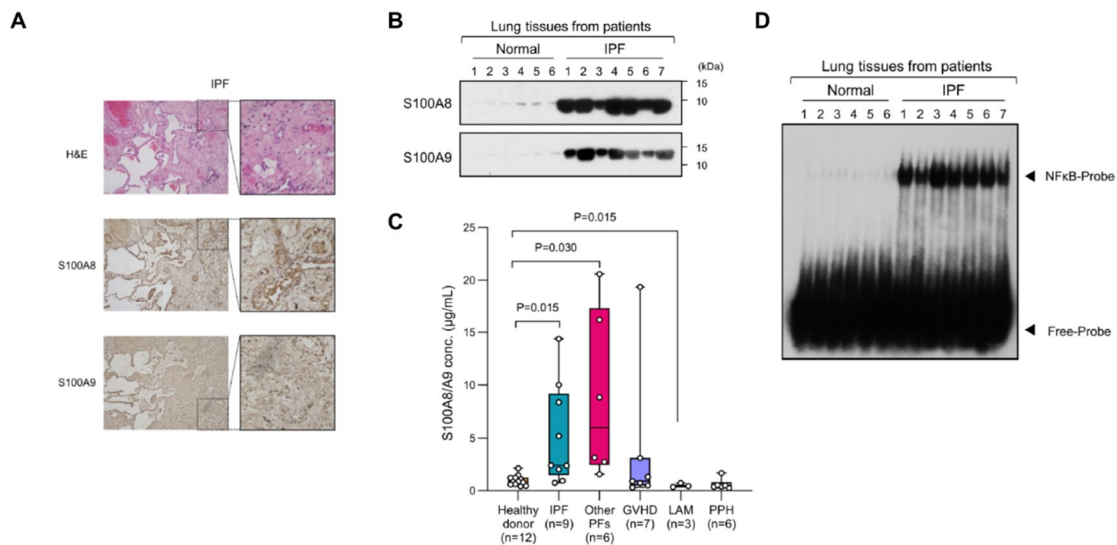 A
IPF
H&E
S100A8
S100A9
B
Lung tissues from patients
Normal IPF
1 2 3 4 5 6 1 2 3 4 5 6 7 (kDa)
S100A8
15
10
S100A9
15
10
C
P=0.015
P=0.030
P=0.015
S100A8/A9 conc. (µg/mL)
25
20
15
10
5
0
Healthy donor (n=12)
IPF (n=9)
Other PFs (n=6)
GVHD (n=7)
LAM (n=3)
PPH (n=6)
D
Lung tissues from patients
Normal IPF
1 2 3 4 5 6 1 2 3 4 5 6 7
NFκB-Probe
Free-Probe